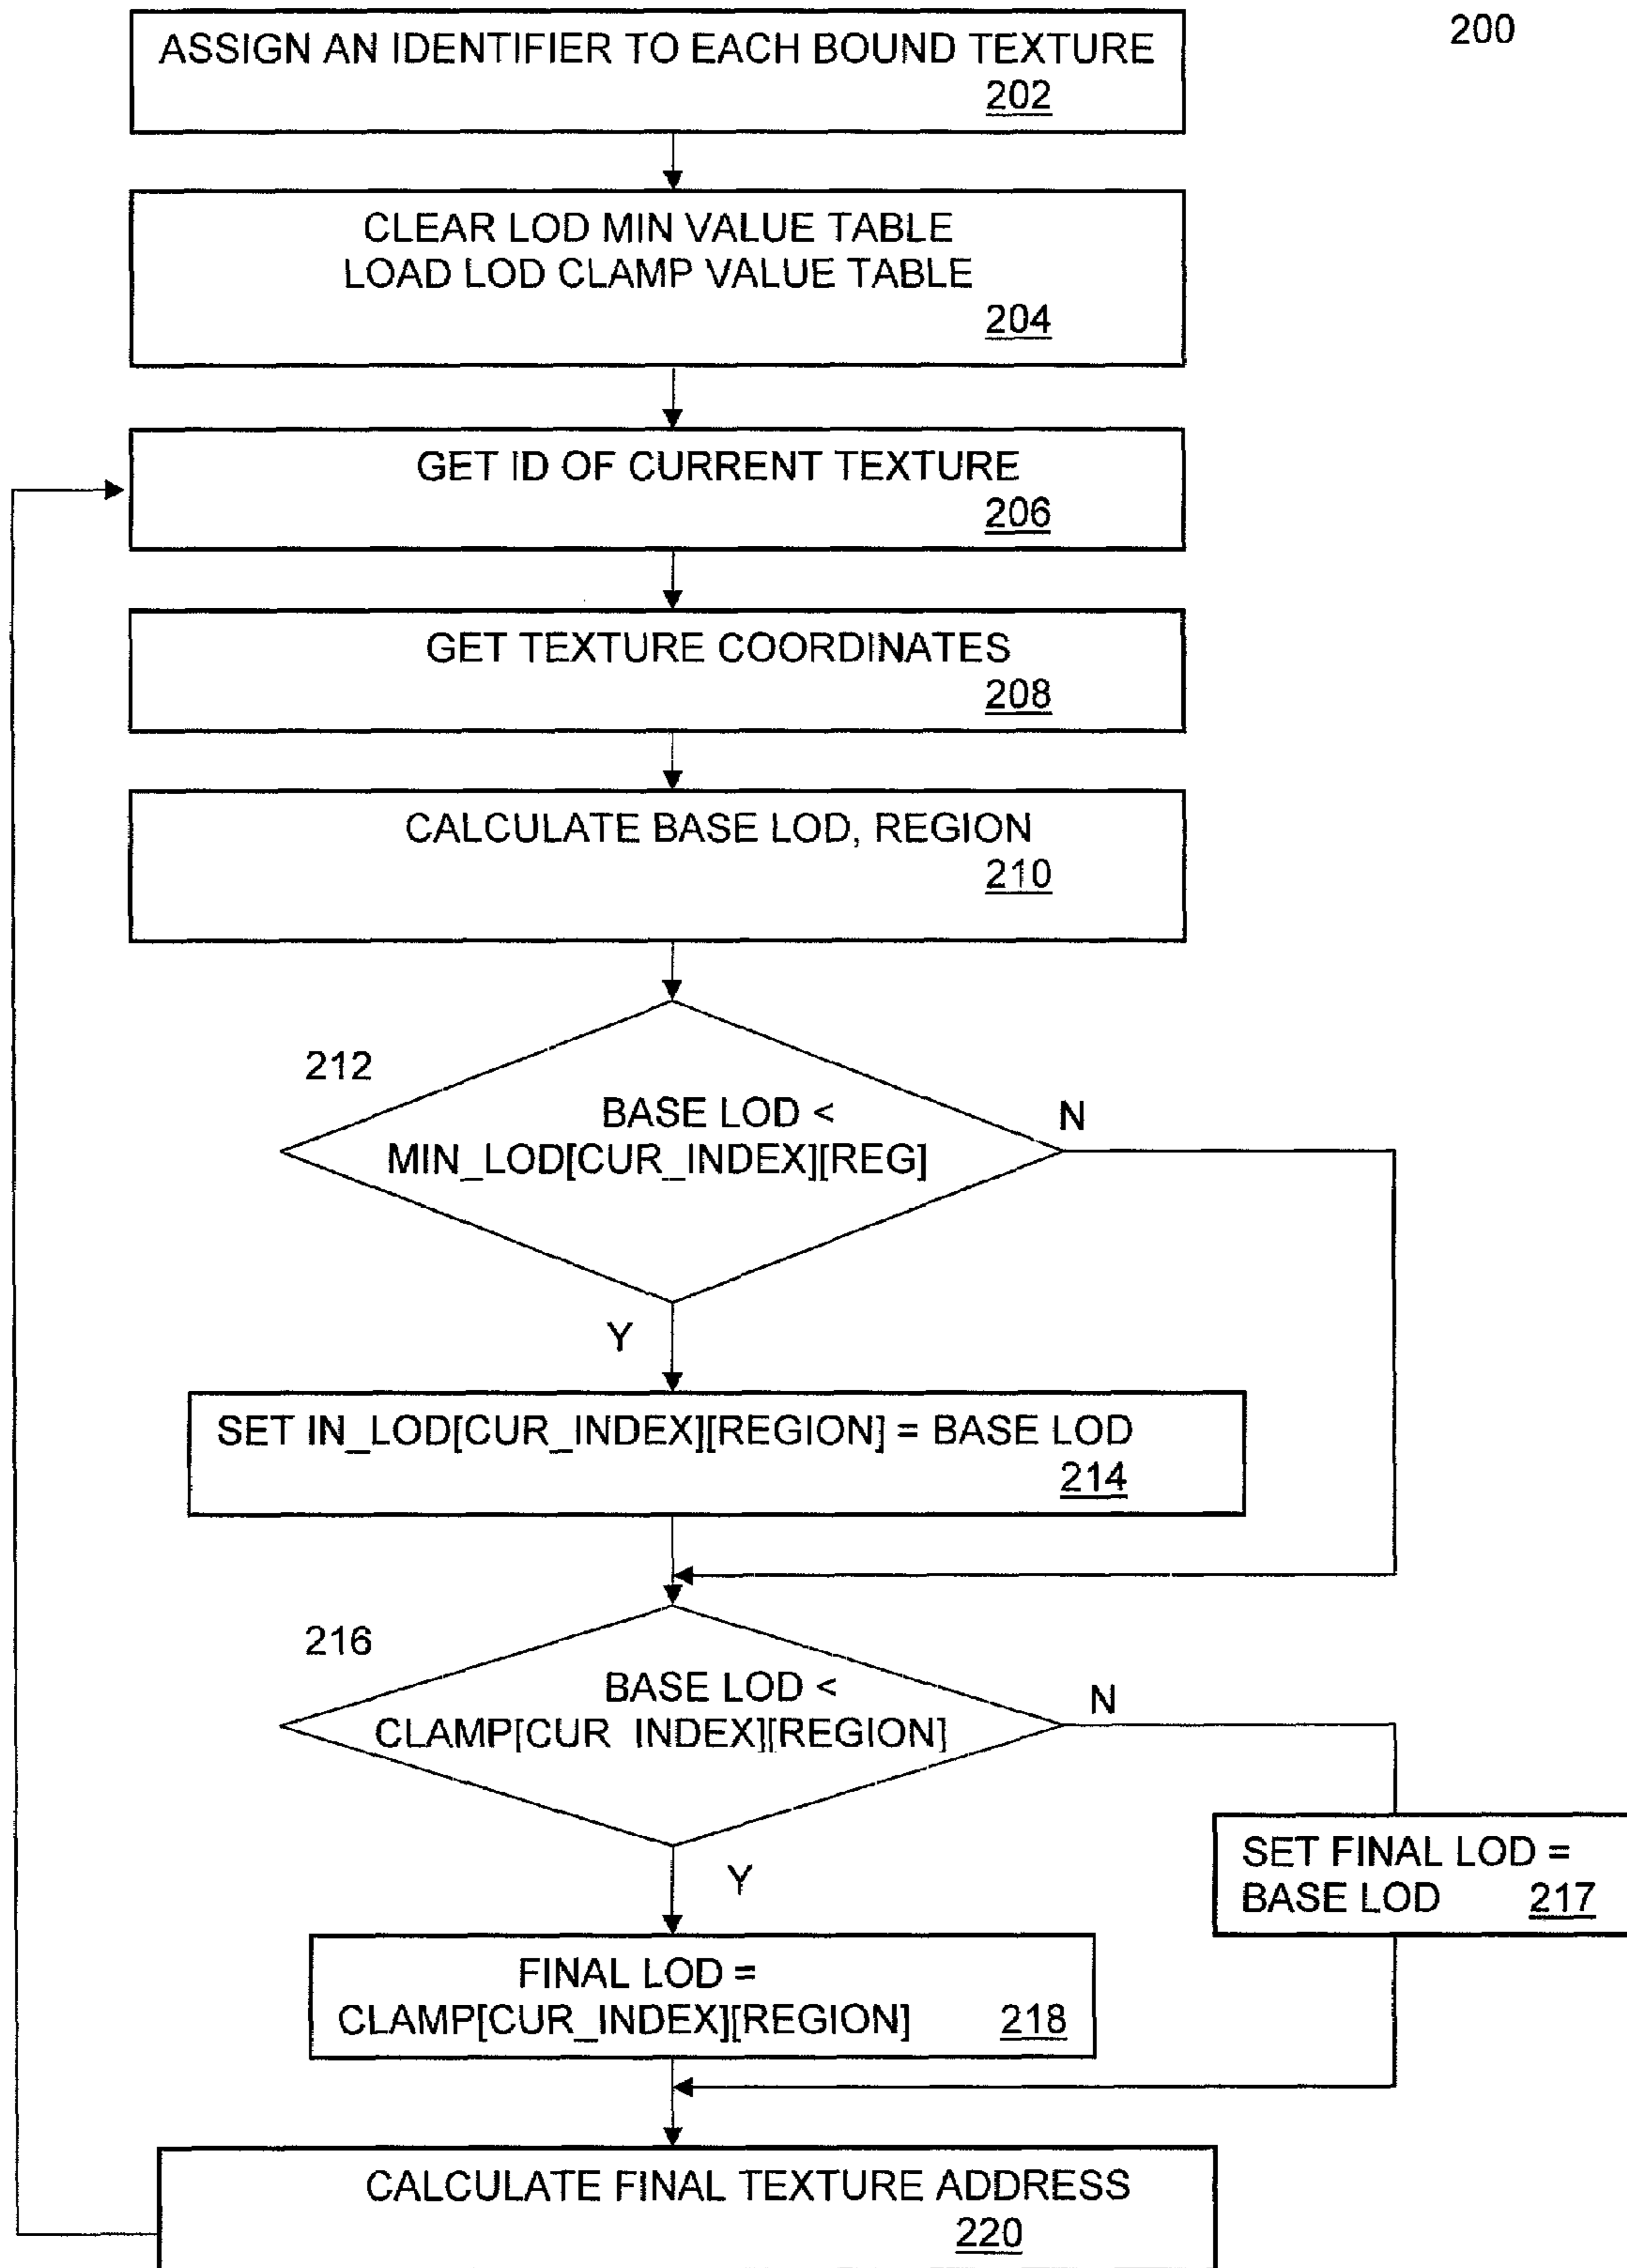 200
ASSIGN AN IDENTIFIER TO EACH BOUND TEXTURE
202
CLEAR LOD MIN VALUE TABLE
LOAD LOD CLAMP VALUE TABLE
204
GET ID OF CURRENT TEXTURE
206
GET TEXTURE COORDINATES
208
CALCULATE BASE LOD, REGION
210
212
BASE LOD <
MIN_LOD[CUR_INDEX][REG]
N
Y
SET IN_LOD[CUR_INDEX][REGION] = BASE LOD
214
216
BASE LOD <
CLAMP[CUR INDEX][REGION]
N
Y
SET FINAL LOD =
BASE LOD 217
FINAL LOD =
CLAMP[CUR_INDEX][REGION] 218
CALCULATE FINAL TEXTURE ADDRESS
220